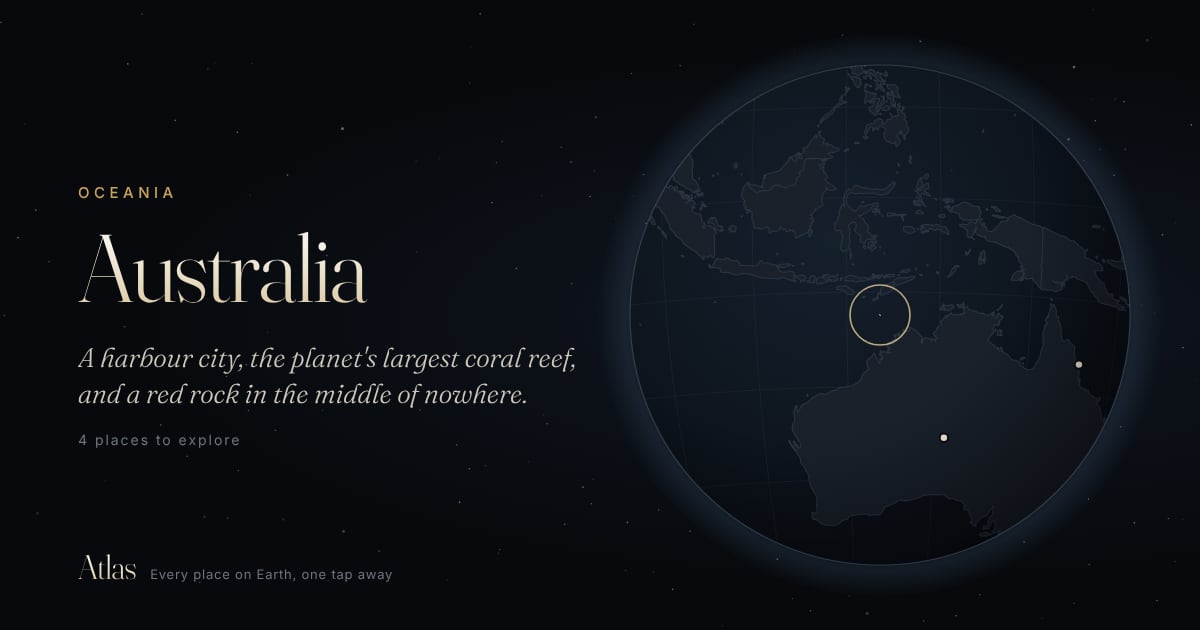 OCEANIA
Australia
A harbour city, the planet's largest coral reef,
and a red rock in the middle of nowhere.
4 places to explore
Atlas Every place on Earth, one tap away